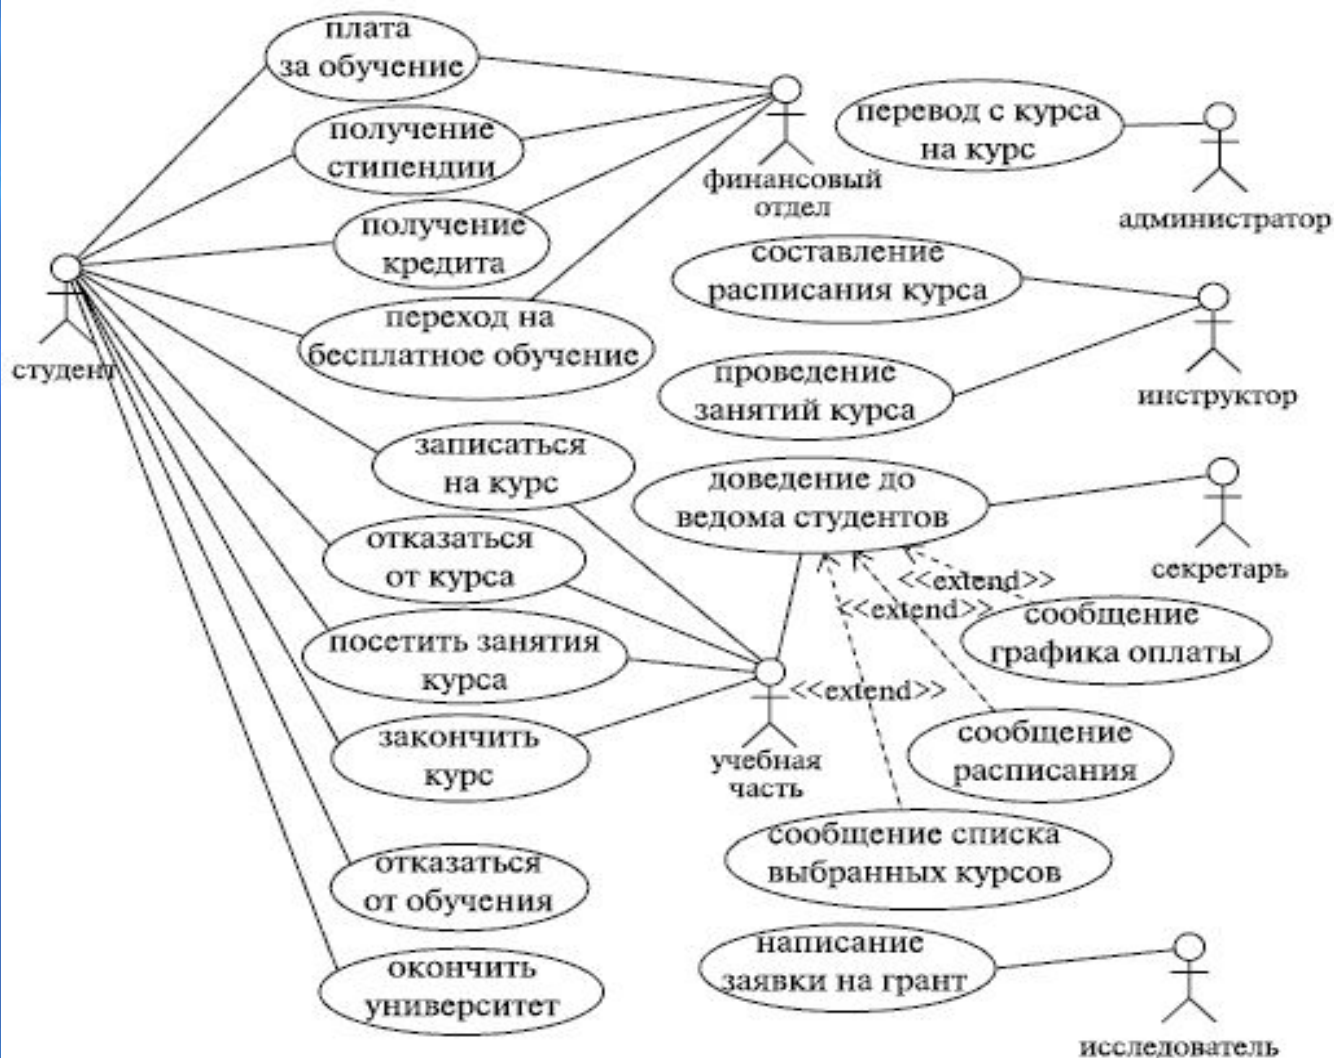 плата
за обучение
получение
стипендии
получение
кредита
переход на
бесплатное обучение
студент
финансовый
отдел
перевод с курса
на курс
администратор
составление
расписания курса
проведение
занятий курса
инструктор
записаться
на курс
отказаться
от курса
посетить занятия
курса
закончить
курс
отказаться
от обучения
окончить
университет
доведение до
ведома студентов
секретарь
<<extend>>
<<extend>>
<<extend>>
сообщение
графика оплаты
учебная
часть
сообщение
расписания
сообщение списка
выбранных курсов
написание
заявки на грант
исследователь